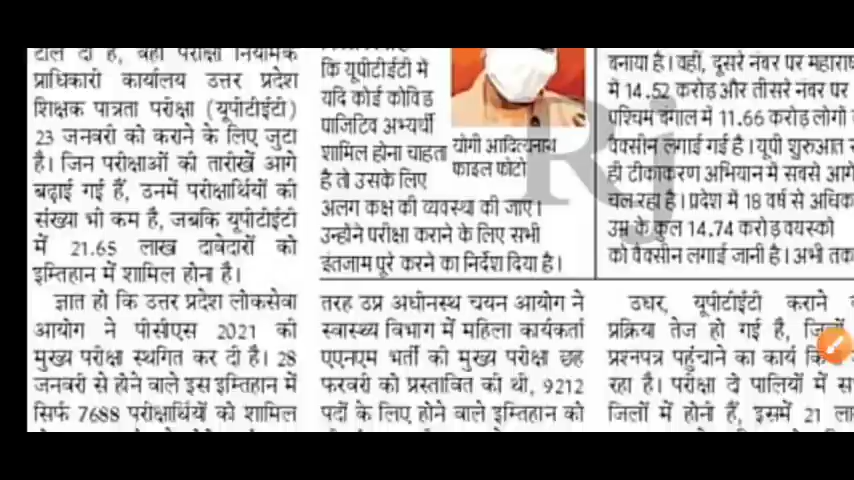 टाल दी है, वहीं परीक्षा नियामक
प्राधिकारी कार्यालय उत्तर प्रदेश
शिक्षक पात्रता परीक्षा (यूपीटीईटी)
23 जनवरी को कराने के लिए जुटा
है। जिन परीक्षाओं की तारीखें आगे
बढ़ाई गई हैं, उनमें परीक्षार्थियों की
संख्या भी कम है, जबकि यूपीटीईटी
में 21.65 लाख दावेदारों को
इम्तिहान में शामिल होना है।
ज्ञात हो कि उत्तर प्रदेश लोकसेवा
आयोग ने पीसीएस 2021 की
मुख्य परीक्षा स्थगित कर दी है। 28
जनवरी से होने वाले इस इम्तिहान में
सिर्फ 7688 परीक्षार्थियों को शामिल
कि यूपीटीईटी में
यदि कोई कोविड
पाजिटिव अभ्यर्थी
शामिल होना चाहता
है तो उसके लिए
अलग कक्ष की व्यवस्था की जाए।
उन्होंने परीक्षा कराने के लिए सभी
इंतजाम पूरे करने का निर्देश दिया है।
योगी आदित्यनाथ
फाइल फोटो
तरह उप्र अधीनस्थ चयन आयोग ने
स्वास्थ्य विभाग में महिला कार्यकर्ता
एएनएम भर्ती की मुख्य परीक्षा छह
फरवरी को प्रस्तावित की थी, 9212
पदों के लिए होने वाले इम्तिहान को
बनाया है। वहीं, दूसरे नंबर पर
में 14.52 करोड़ और तीसरे नंबर पर
पश्चिम बंगाल में 11.66 करोड़ लोगों
वैक्सीन लगाई गई है। यूपी शुरुआत
ही टीकाकरण अभियान में सबसे आगे
चल रहा है। प्रदेश में 18 वर्ष से अधिक
उम्र के कुल 14.74 करोड़ वयस्कों
को वैक्सीन लगाई जानी है। अभी तक
उधर, यूपीटीईटी कराने
प्रक्रिया तेज हो गई है,
प्रश्नपत्र पहुंचाने का कार्य
रहा है। परीक्षा दो पालियों में
जिलों में होनी है, इसमें 21
Rj